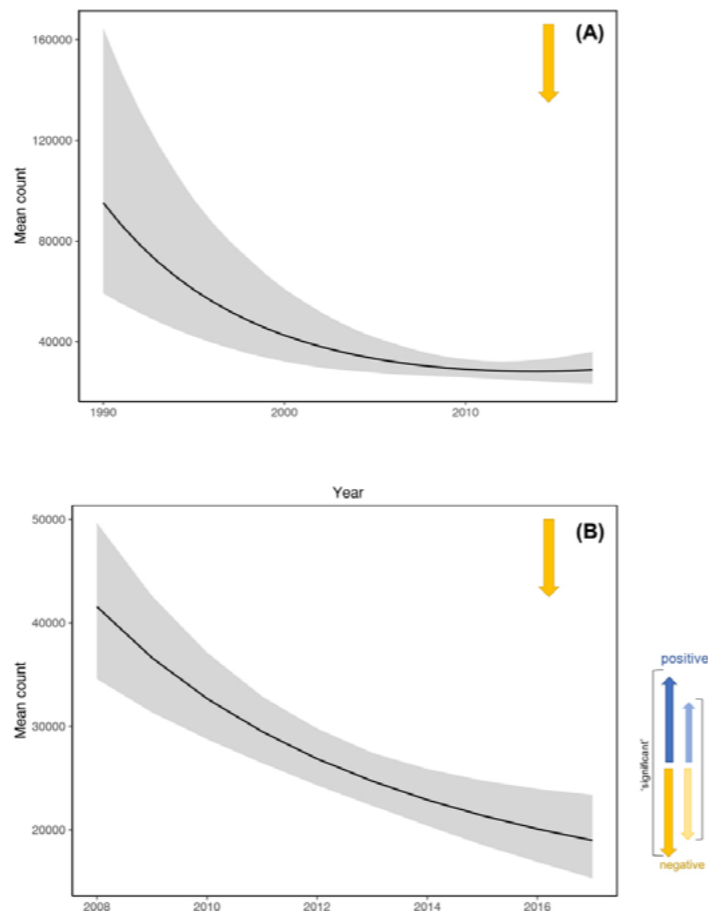 (A)
160000
120000
80000
40000
Mean count
1990
2000
2010
Year
(B)
50000
40000
30000
20000
Mean count
2008
2010
2012
2014
2016
positive
'significant'
negative